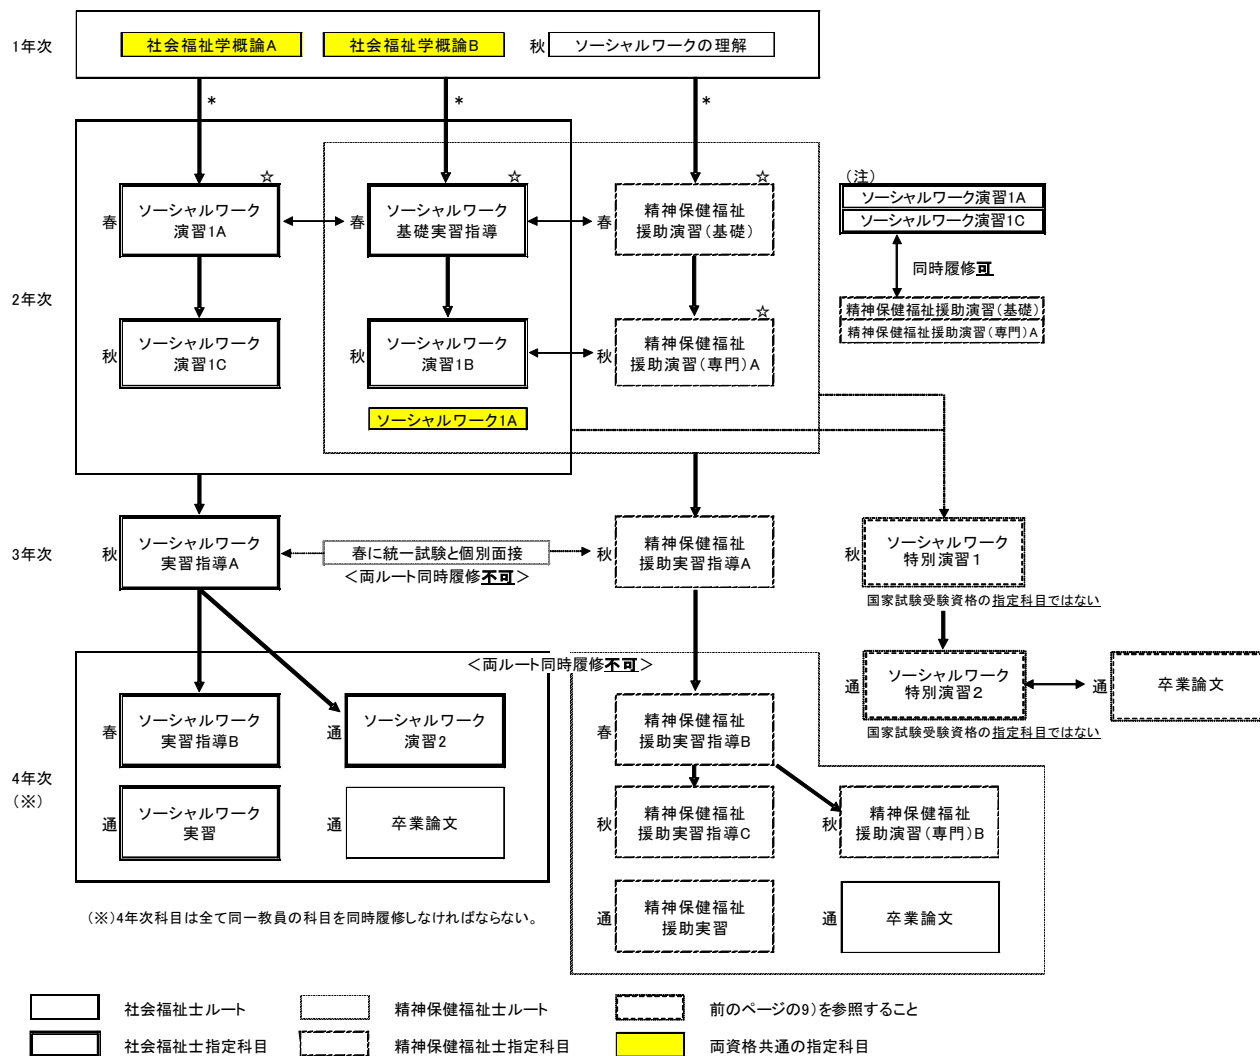 1年次
社会福祉学概論A
社会福祉学概論B
秋
ソーシャルワークの理解
*
*
*
2年次
☆
春
ソーシャルワーク
演習1A
☆
春
ソーシャルワーク
基礎実習指導
☆
春
精神保健福祉
援助演習(基礎)
(注)
ソーシャルワーク演習1A
ソーシャルワーク演習1C
同時履修可
精神保健福祉援助演習(基礎)
精神保健福祉援助演習(専門)A
秋
ソーシャルワーク
演習1C
秋
ソーシャルワーク
演習1B
☆
秋
精神保健福祉
援助演習(専門)A
ソーシャルワーク1A
3年次
秋
ソーシャルワーク
実習指導A
春に統一試験と個別面接
<両ルート同時履修不可>
秋
精神保健福祉
援助実習指導A
秋
ソーシャルワーク
特別演習1
国家試験受験資格の指定科目ではない
<両ルート同時履修不可>
通
ソーシャルワーク
特別演習2
国家試験受験資格の指定科目ではない
通
卒業論文
4年次
(※)
春
ソーシャルワーク
実習指導B
通
ソーシャルワーク
演習2
春
精神保健福祉
援助実習指導B
通
ソーシャルワーク
実習
通
卒業論文
秋
精神保健福祉
援助実習指導C
秋
精神保健福祉
援助演習(専門)B
通
精神保健福祉
援助実習
通
卒業論文
(※)4年次科目は全て同一教員の科目を同時履修しなければならない。
社会福祉士ルート
精神保健福祉士ルート
前のページの9)を参照すること
社会福祉士指定科目
精神保健福祉士指定科目
両資格共通の指定科目